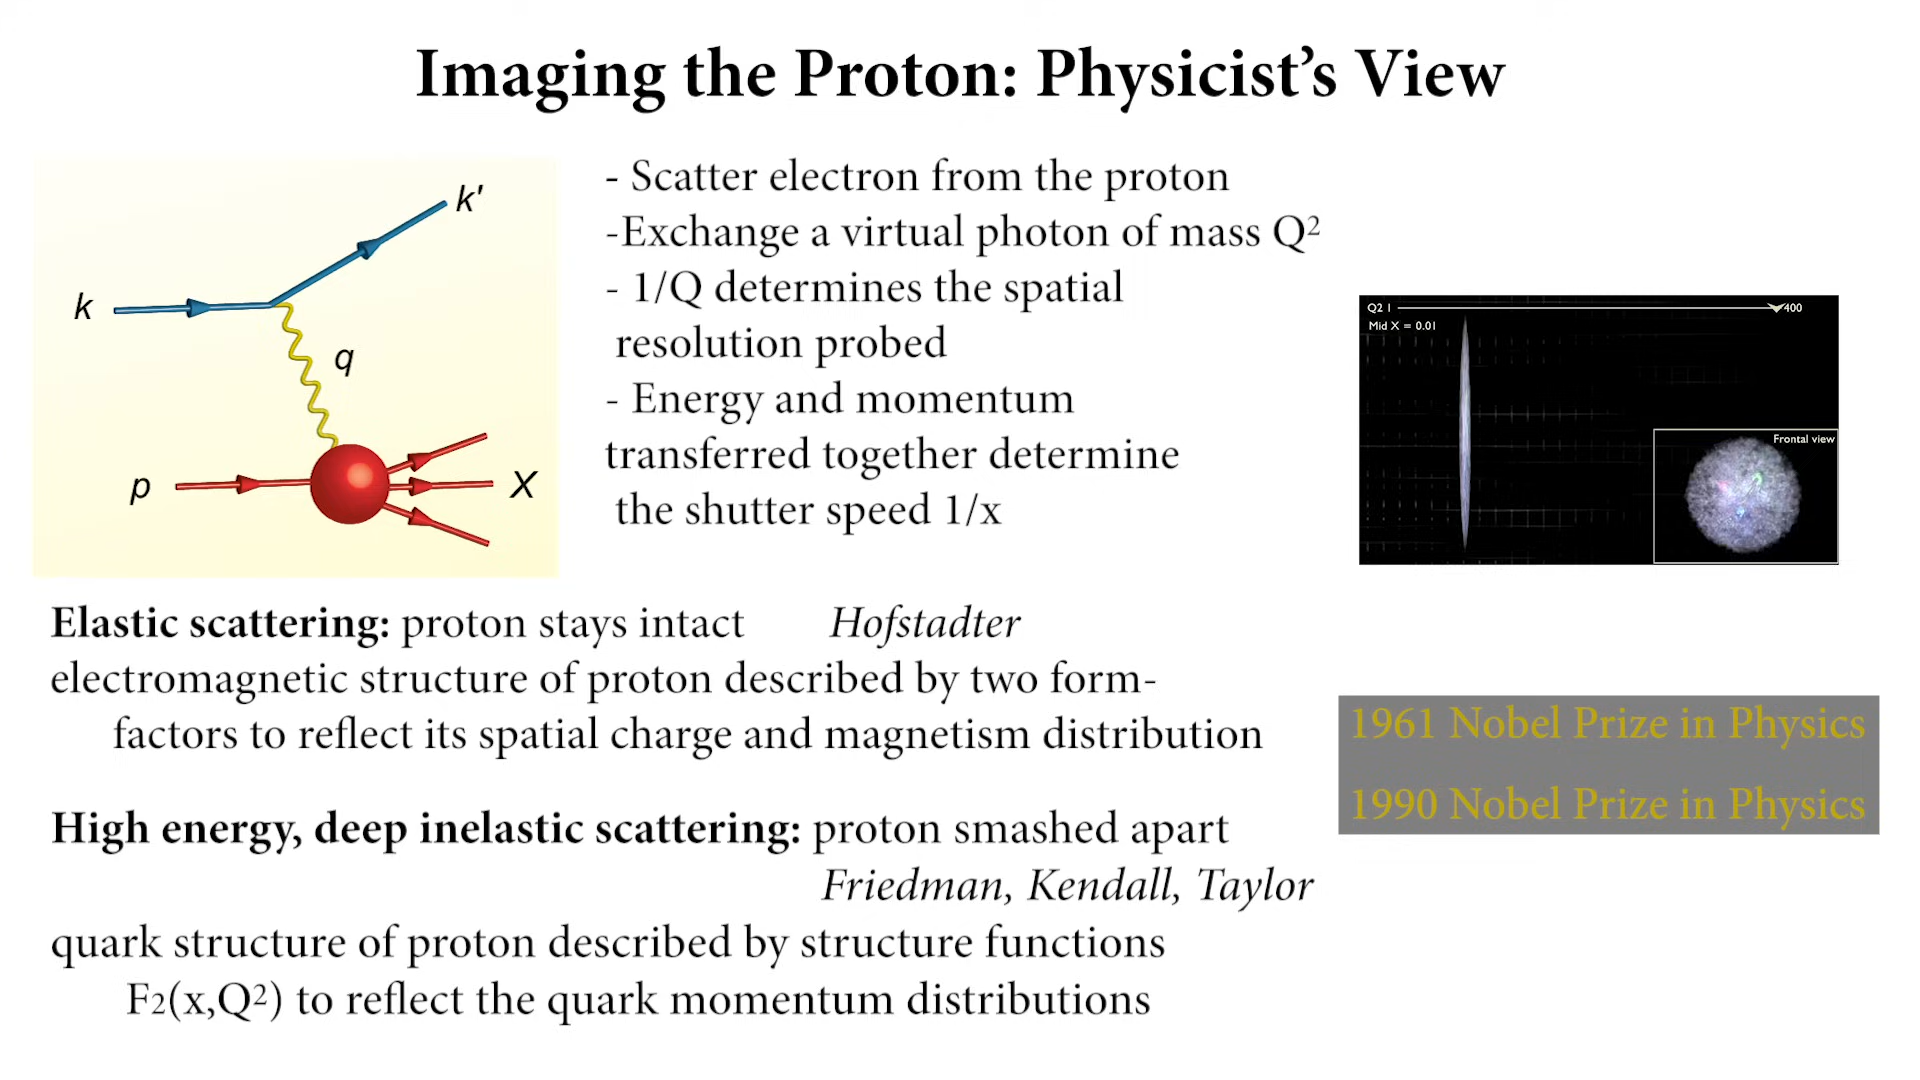 Imaging the Proton: Physicist’s View
k'
k
q
p
X
- Scatter electron from the proton
-Exchange a virtual photon of mass Q²
- 1/Q determines the spatial
resolution probed
- Energy and momentum
transferred together determine
the shutter speed 1/x
Q2 1
400
Mid X = 0.01
Frontal view
Elastic scattering: proton stays intact Hofstadter
electromagnetic structure of proton described by two form-
factors to reflect its spatial charge and magnetism distribution
1961 Nobel Prize in Physics
1990 Nobel Prize in Physics
High energy, deep inelastic scattering: proton smashed apart
Friedman, Kendall, Taylor
quark structure of proton described by structure functions
F₂(x,Q²) to reflect the quark momentum distributions